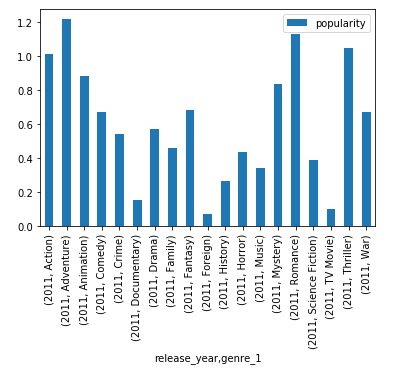 1.2
1.0
0.8
0.6
0.4
0.2
0.0
popularity
(2011, Action)
(2011, Adventure)
(2011, Animation)
(2011, Comedy)
(2011, Crime)
(2011, Documentary)
(2011, Drama)
(2011, Family)
(2011, Fantasy)
(2011, Foreign)
(2011, History)
(2011, Horror)
(2011, Music)
(2011, Mystery)
(2011, Romance)
(2011, Science Fiction)
(2011, TV Movie)
(2011, Thriller)
(2011, War)
release_year,genre_1